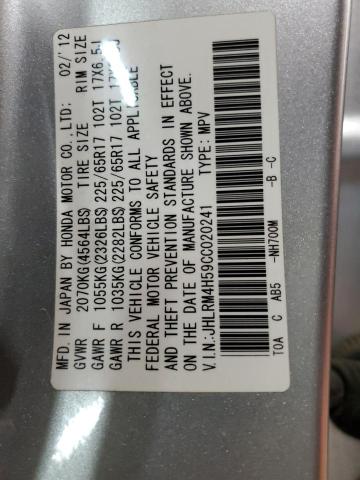 MFD. IN JAPAN BY HONDA MOTOR CO., LTD: 02/'12
GVWR 2070KG(4564LBS) TIRE SIZE RIM SIZE
GAWR F 1055KG(2326LBS) 225/65R17 102T 17X6.5J
GAWR R 1035KG(2282LBS) 225/65R17 102T 17X6.5J
THIS VEHICLE CONFORMS TO ALL APPLICABLE
FEDERAL MOTOR VEHICLE SAFETY
AND THEFT PREVENTION STANDARDS IN EFFECT
ON THE DATE OF MANUFACTURE SHOWN ABOVE.
V.I.N.:JHLRM4H59CC020241 TYPE: MPV
TOA C AB5 -NH700M -B -C